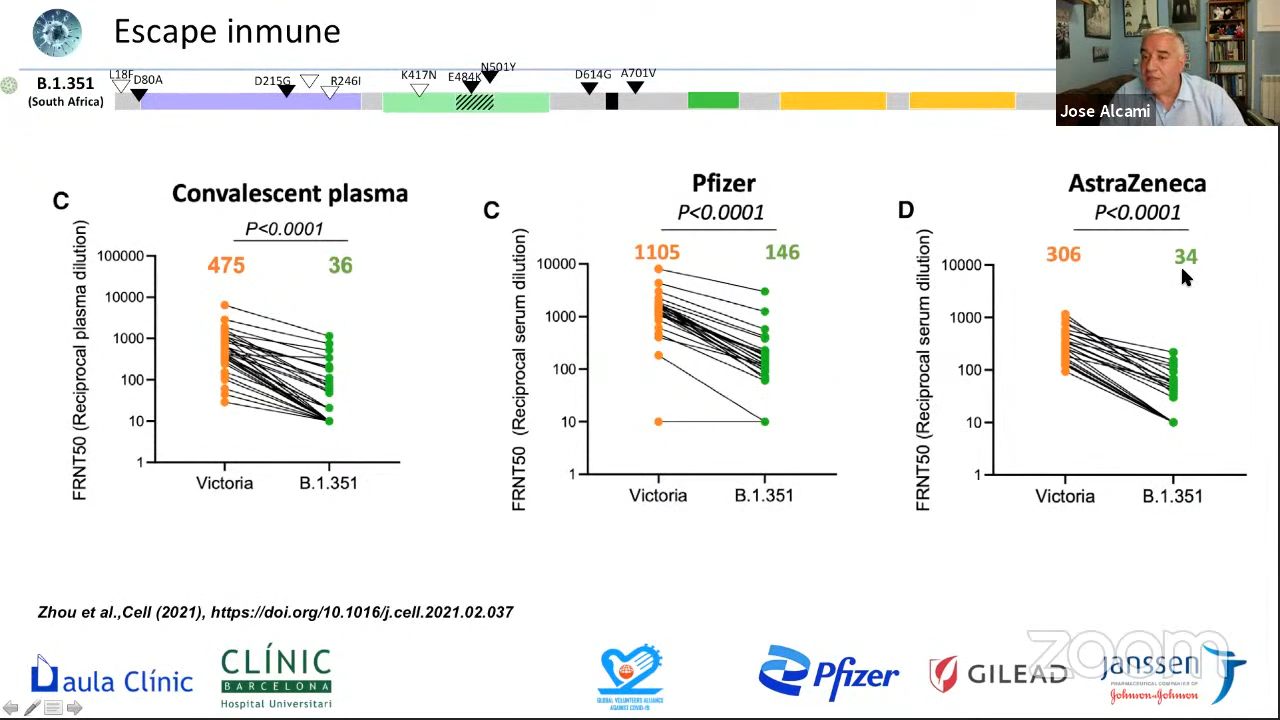 Escape inmune
Jose Alcami
B.1.351
(South Africa)
L18F
D80A
D215G
R246I
K417N
E484K
N501Y
D614G
A701V
C
Convalescent plasma
P<0.0001
475
36
FRNT50 (Reciprocal plasma dilution)
100000
10000
1000
100
10
1
Victoria
B.1.351
C
Pfizer
P<0.0001
1105
146
FRNT50 (Reciprocal serum dilution)
10000
1000
100
10
1
Victoria
B.1.351
D
AstraZeneca
P<0.0001
306
34
FRNT50 (Reciprocal serum dilution)
10000
1000
100
10
1
Victoria
B.1.351
Zhou et al.,Cell (2021), https://doi.org/10.1016/j.cell.2021.02.037
aula Clínic
CLÍNIC
BARCELONA
Hospital Universitari
GLOBAL VOLUNTEERS ALLIANCE
AGAINST COVID-19
Pfizer
GILEAD
zoom
janssen
PHARMACEUTICAL COMPANIES OF
Johnson&Johnson